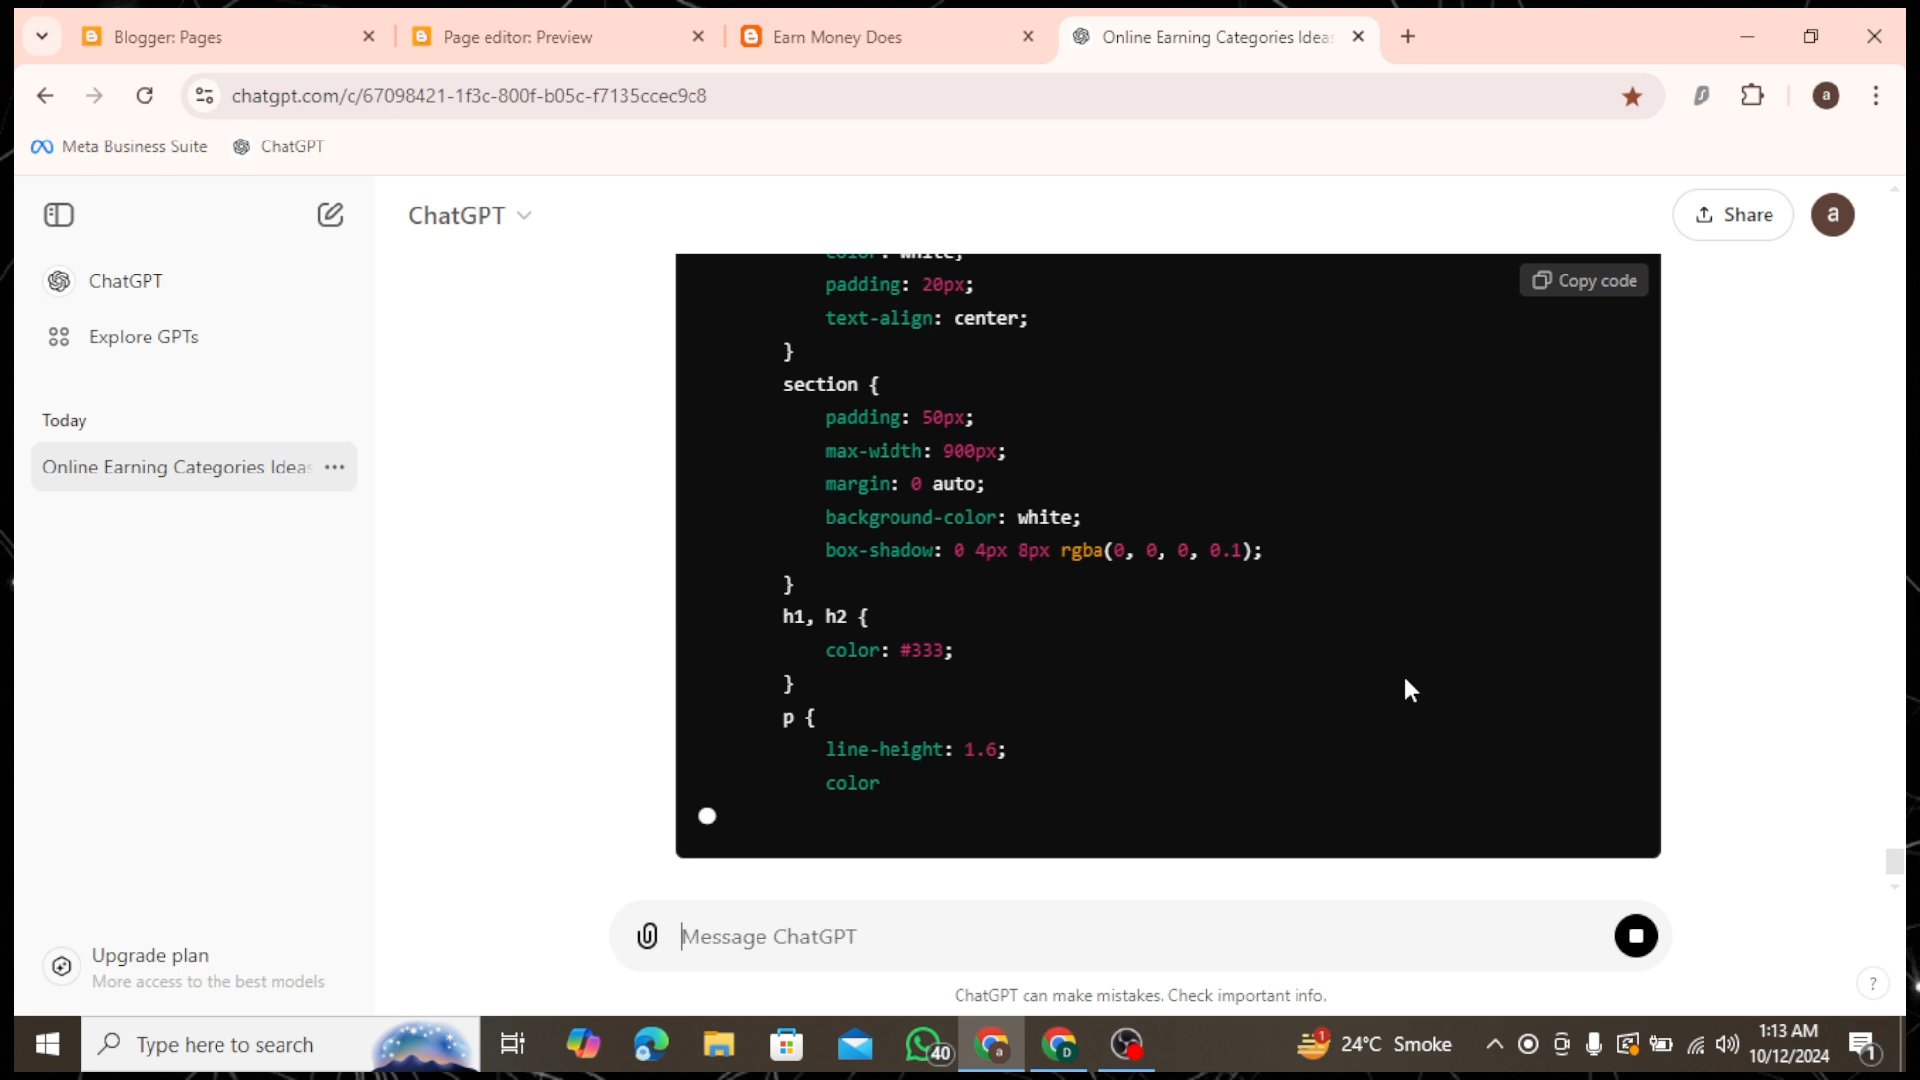 Blogger: Pages
Page editor: Preview
Earn Money Does
Online Earning Categories Ideas
chatgpt.com/c/67098421-1f3c-800f-b05c-f7135ccec9c8
a
Meta Business Suite
ChatGPT
ChatGPT
Share
a
ChatGPT
Explore GPTs
Today
Online Earning Categories Ideas
color: white;
Copy code
padding: 20px;
text-align: center;
}
section {
padding: 50px;
max-width: 900px;
margin: 0 auto;
background-color: white;
box-shadow: 0 4px 8px rgba(0, 0, 0, 0.1);
}
h1, h2 {
color: #333;
}
p {
line-height: 1.6;
color
Message ChatGPT
Upgrade plan
More access to the best models
ChatGPT can make mistakes. Check important info.
?
Type here to search
40
a
D
1
24°C Smoke
1:13 AM
10/12/2024
1